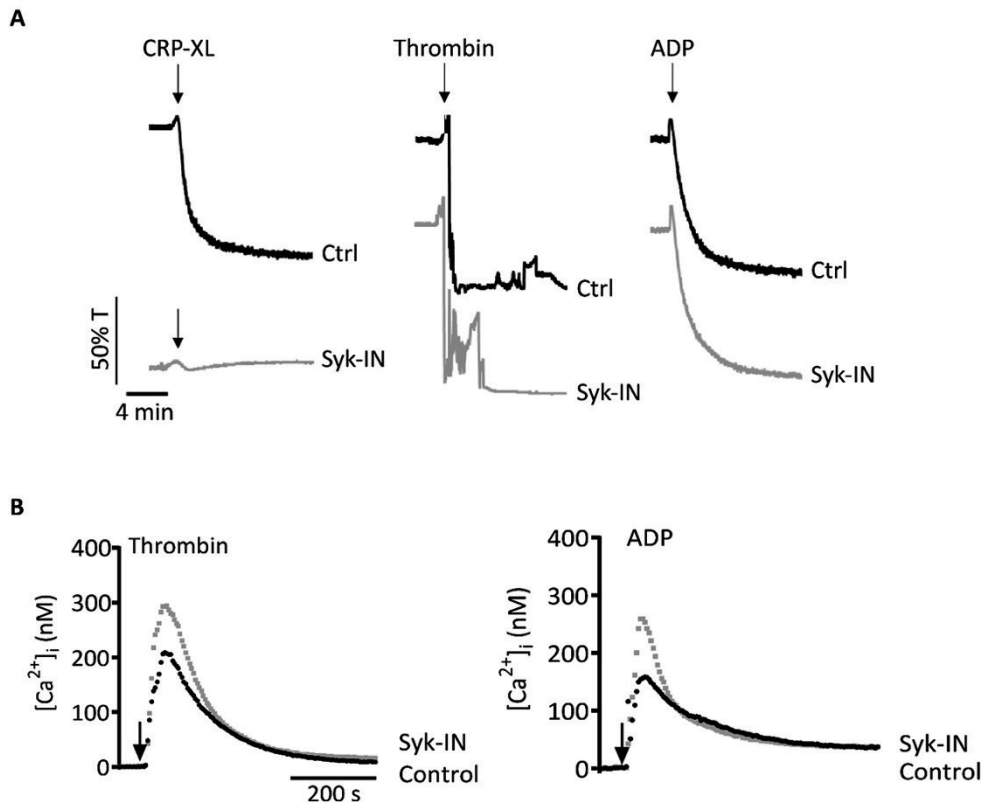 A
CRP-XL
Thrombin
ADP
Ctrl
Ctrl
Ctrl
50% T
Syk-IN
Syk-IN
Syk-IN
4 min
B
400
Thrombin
300
200
100
0
[Ca²⁺]ᵢ (nM)
Syk-IN
Control
200 s
400
ADP
300
200
100
0
[Ca²⁺]ᵢ (nM)
Syk-IN
Control